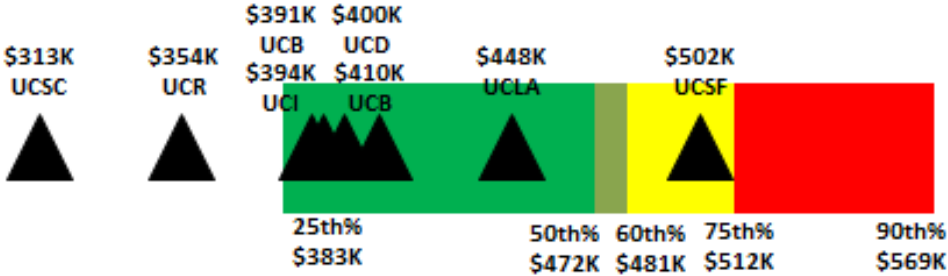 $391K $400K
UCB UCD
$313K $354K $394K $410K $448K $502K
UCSC UCR UCI UCB UCLA UCSF
25th% 50th% 60th% 75th% 90th%
$383K $472K $481K $512K $569K